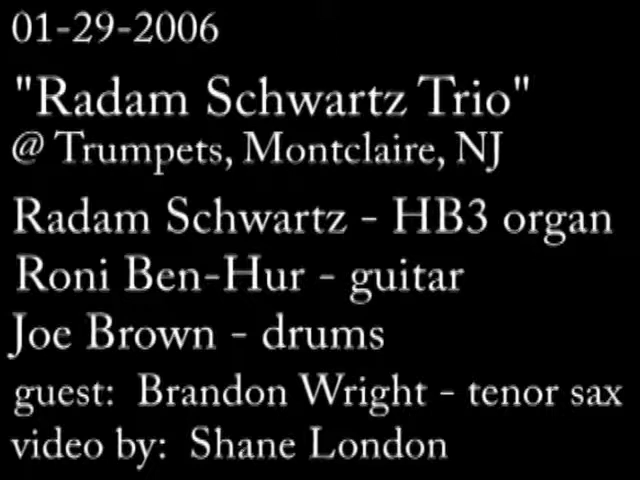 01-29-2006
"Radam Schwartz Trio"
@ Trumpets, Montclaire, NJ
Radam Schwartz - HB3 organ
Roni Ben-Hur - guitar
Joe Brown - drums
guest:  Brandon Wright - tenor sax
video by:  Shane London